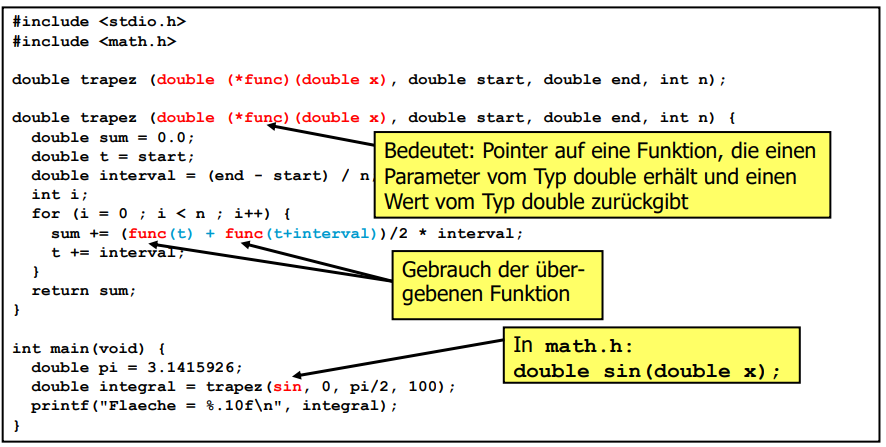 #include <stdio.h>
#include <math.h>
double trapez (double (*func)(double x), double start, double end, int n);
double trapez (double (*func)(double x), double start, double end, int n) {
double sum = 0.0;
double t = start;
double interval = (end - start) / n
int i;
for (i = 0 ; i < n ; i++) {
sum += (func(t) + func(t+interval))/2 * interval;
t += interval;
}
return sum;
}
int main(void) {
double pi = 3.1415926;
double integral = trapez(sin, 0, pi/2, 100);
printf("Flaeche = %.10f\n", integral);
}
Bedeutet: Pointer auf eine Funktion, die einen
Parameter vom Typ double erhält und einen
Wert vom Typ double zurückgibt
Gebrauch der über-
gebenen Funktion
In math.h:
double sin(double x);